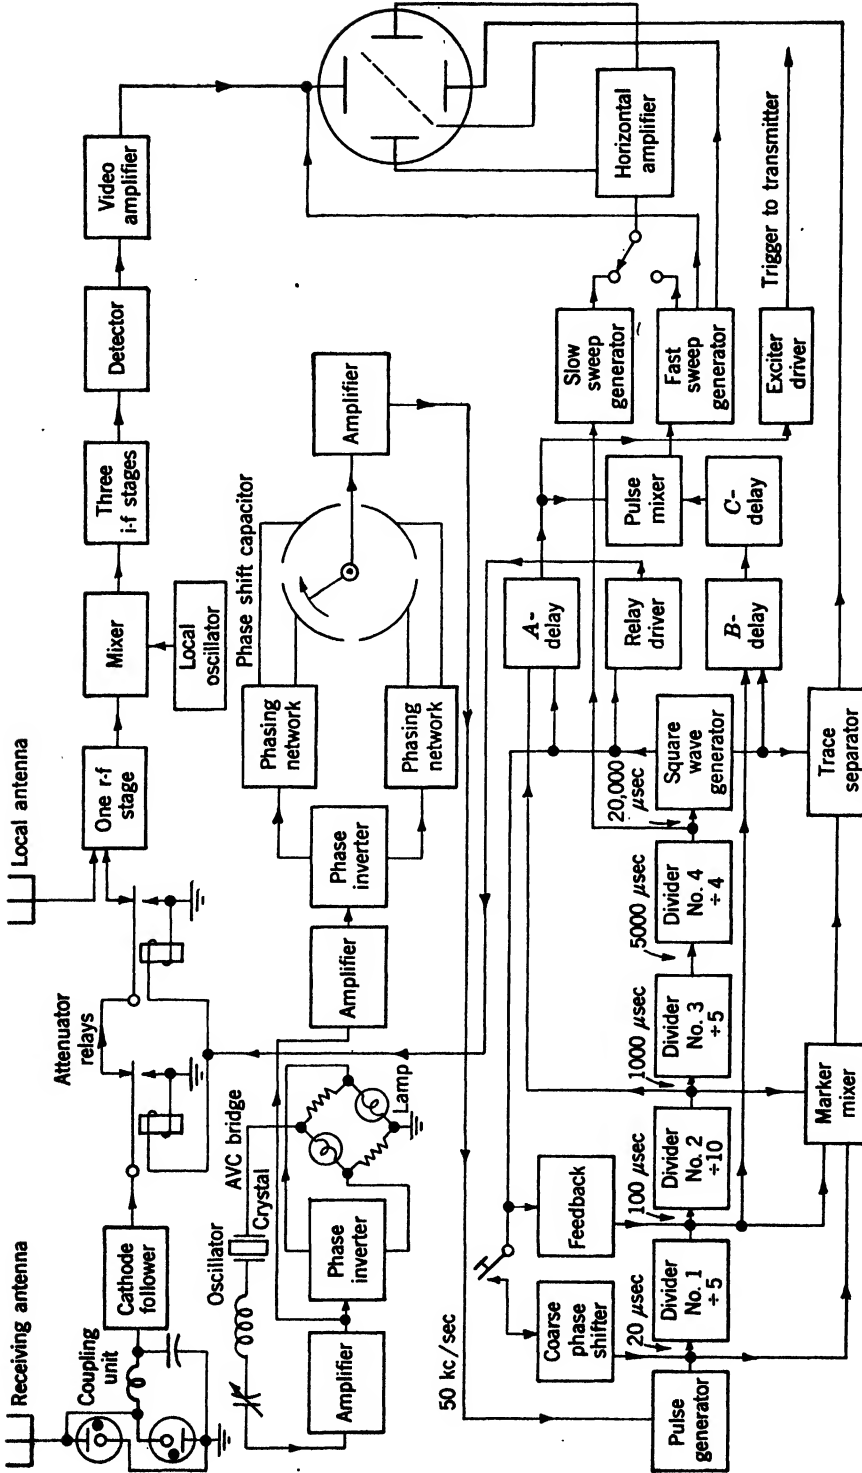 Receiving antenna
Coupling
unit
Cathode
follower
Attenuator
relays
Local antenna
One r-f
stage
Mixer
Local
oscillator
Three
i-f stages
Detector
Video
amplifier
Oscillator
Crystal
AVC bridge
Lamp
Amplifier
Phase
inverter
Amplifier
Phase
inverter
Phasing
network
Phasing
network
Phase shift capacitor
Amplifier
Horizontal
amplifier
50 kc/sec
Pulse
generator
20 μsec
Coarse
phase
shifter
Divider
No. 1
÷5
Feedback
100 μsec
Divider
No. 2
÷10
1000 μsec
Divider
No. 3
÷5
5000 μsec
Divider
No. 4
÷4
20,000
μsec
Square
wave
generator
A-
delay
Relay
driver
B-
delay
Pulse
mixer
C-
delay
Slow
sweep
generator
Fast
sweep
generator
Exciter
driver
Trigger to transmitter
Marker
mixer
Trace
separator